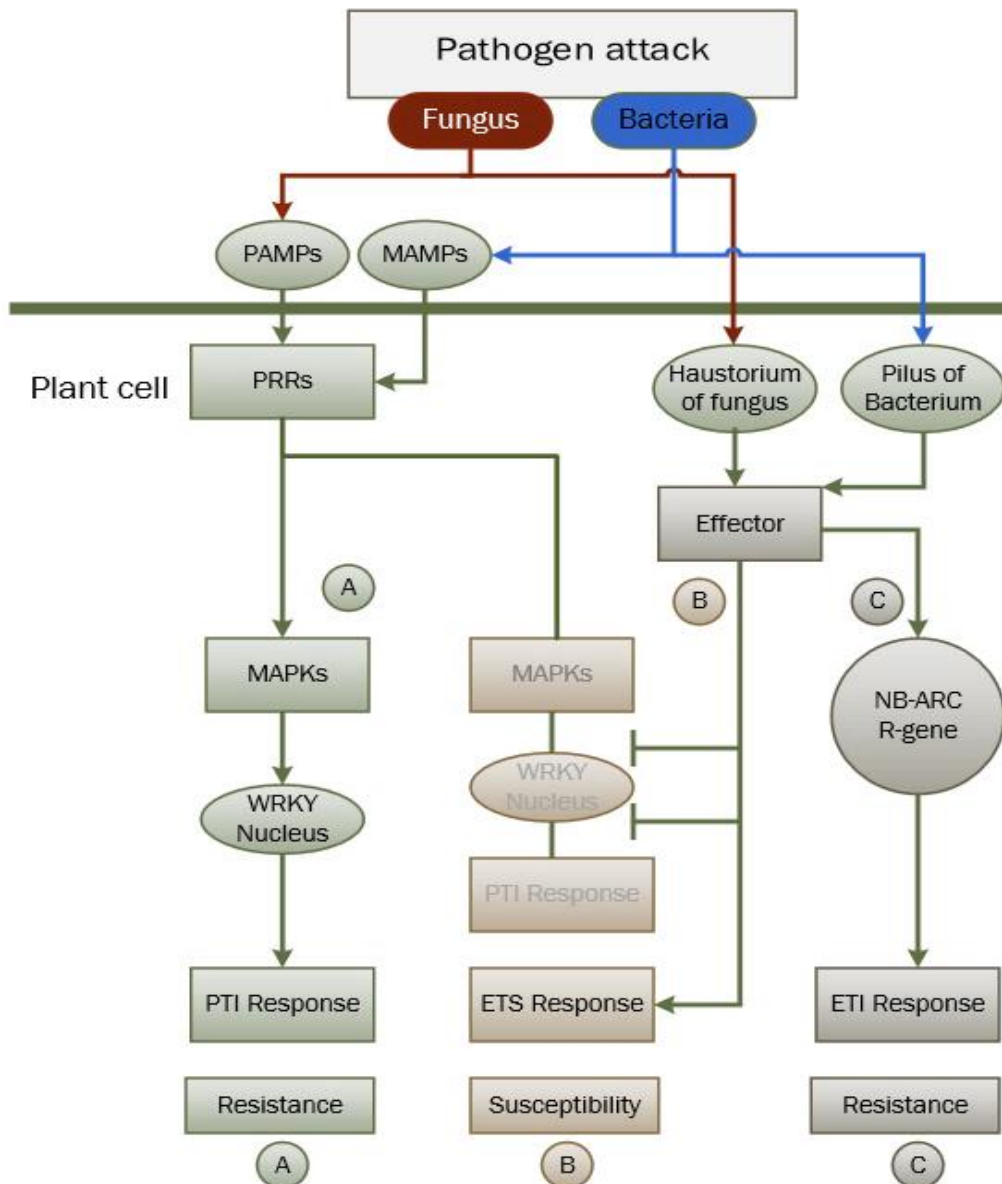 Pathogen attack
Fungus
Bacteria
PAMPs
MAMPs
Plant cell
PRRs
Haustorium
of fungus
Pilus of
Bacterium
Effector
A
B
C
MAPKs
MAPKs
NB-ARC
R-gene
WRKY
Nucleus
WRKY
Nucleus
PTI Response
PTI Response
ETS Response
ETI Response
Resistance
Susceptibility
Resistance
A
B
C